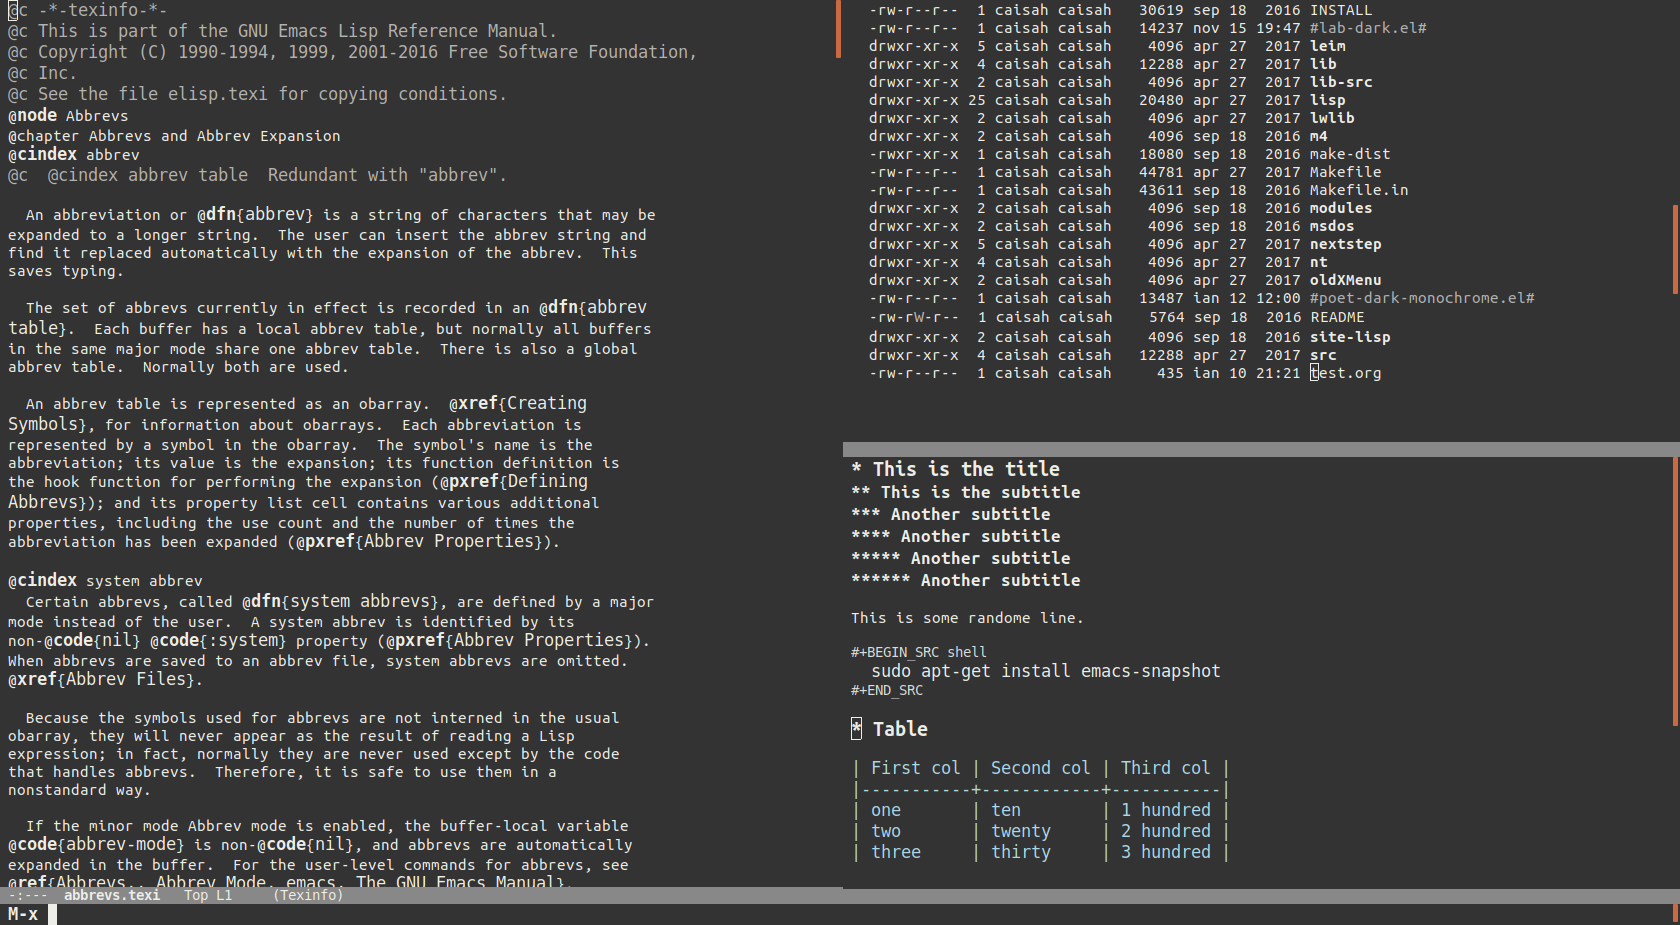 @c -*-texinfo-*-
@c This is part of the GNU Emacs Lisp Reference Manual.
@c Copyright (C) 1990-1994, 1999, 2001-2016 Free Software Foundation,
@c Inc.
@c See the file elisp.texi for copying conditions.
@node Abbrevs
@chapter Abbrevs and Abbrev Expansion
@cindex abbrev
@c  @cindex abbrev table  Redundant with "abbrev".

  An abbreviation or @dfn{abbrev} is a string of characters that may be
expanded to a longer string.  The user can insert the abbrev string and
find it replaced automatically with the expansion of the abbrev.  This
saves typing.

  The set of abbrevs currently in effect is recorded in an @dfn{abbrev
table}.  Each buffer has a local abbrev table, but normally all buffers
in the same major mode share one abbrev table.  There is also a global
abbrev table.  Normally both are used.

  An abbrev table is represented as an obarray.  @xref{Creating
Symbols}, for information about obarrays.  Each abbreviation is
represented by a symbol in the obarray.  The symbol's name is the
abbreviation; its value is the expansion; its function definition is
the hook function for performing the expansion (@pxref{Defining
Abbrevs}); and its property list cell contains various additional
properties, including the use count and the number of times the
abbreviation has been expanded (@pxref{Abbrev Properties}).

@cindex system abbrev
  Certain abbrevs, called @dfn{system abbrevs}, are defined by a major
mode instead of the user.  A system abbrev is identified by its
non-@code{nil} @code{:system} property (@pxref{Abbrev Properties}).
When abbrevs are saved to an abbrev file, system abbrevs are omitted.
@xref{Abbrev Files}.

  Because the symbols used for abbrevs are not interned in the usual
obarray, they will never appear as the result of reading a Lisp
expression; in fact, normally they are never used except by the code
that handles abbrevs.  Therefore, it is safe to use them in a
nonstandard way.

  If the minor mode Abbrev mode is enabled, the buffer-local variable
@code{abbrev-mode} is non-@code{nil}, and abbrevs are automatically
expanded in the buffer.  For the user-level commands for abbrevs, see
@ref{Abbrevs,, Abbrev Mode, emacs, The GNU Emacs Manual}.
-:---  abbrevs.texi   Top L1     (Texinfo)
M-x
-rw-r--r--  1 caisah caisah   30619 sep 18  2016 INSTALL
-rw-r--r--  1 caisah caisah   14237 nov 15 19:47 #lab-dark.el#
drwxr-xr-x  5 caisah caisah    4096 apr 27  2017 leim
drwxr-xr-x  4 caisah caisah   12288 apr 27  2017 lib
drwxr-xr-x  2 caisah caisah    4096 apr 27  2017 lib-src
drwxr-xr-x 25 caisah caisah   20480 apr 27  2017 lisp
drwxr-xr-x  2 caisah caisah    4096 apr 27  2017 lwlib
drwxr-xr-x  2 caisah caisah    4096 sep 18  2016 m4
-rwxr-xr-x  1 caisah caisah   18080 sep 18  2016 make-dist
-rw-r--r--  1 caisah caisah   44781 apr 27  2017 Makefile
-rw-r--r--  1 caisah caisah   43611 sep 18  2016 Makefile.in
drwxr-xr-x  2 caisah caisah    4096 sep 18  2016 modules
drwxr-xr-x  2 caisah caisah    4096 sep 18  2016 msdos
drwxr-xr-x  5 caisah caisah    4096 apr 27  2017 nextstep
drwxr-xr-x  4 caisah caisah   12288 apr 27  2017 nt
drwxr-xr-x  2 caisah caisah    4096 apr 27  2017 oldXMenu
-rw-r--r--  1 caisah caisah   13487 ian 12 12:00 #poet-dark-monochrome.el#
-rw-rW-r--  1 caisah caisah    5764 sep 18  2016 README
drwxr-xr-x  2 caisah caisah    4096 sep 18  2016 site-lisp
drwxr-xr-x  4 caisah caisah   12288 apr 27  2017 src
-rw-r--r--  1 caisah caisah     435 ian 10 21:21 test.org
* This is the title
** This is the subtitle
*** Another subtitle
**** Another subtitle
***** Another subtitle
****** Another subtitle

This is some randome line.

#+BEGIN_SRC shell
  sudo apt-get install emacs-snapshot
#+END_SRC

* Table

| First col | Second col | Third col |
|-----------+------------+-----------|
| one       | ten        | 1 hundred |
| two       | twenty     | 2 hundred |
| three     | thirty     | 3 hundred |